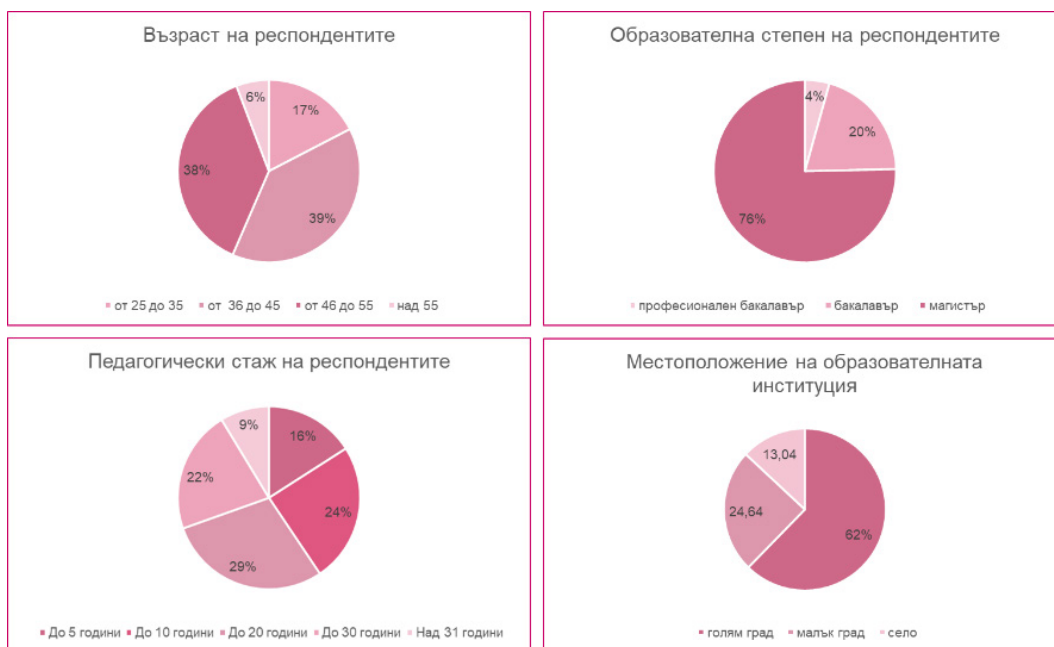 Възраст на респондентите
6%
17%
38%
39%
от 25 до 35 от 36 до 45 от 46 до 55 над 55
Образователна степен на респондентите
4%
20%
76%
професионален бакалавър бакалавър магистър
Педагогически стаж на респондентите
9%
16%
22%
24%
29%
До 5 години До 10 години До 20 години До 30 години Над 31 години
Местоположение на образователната
институция
13,04
24,64
62%
голям град малък град село